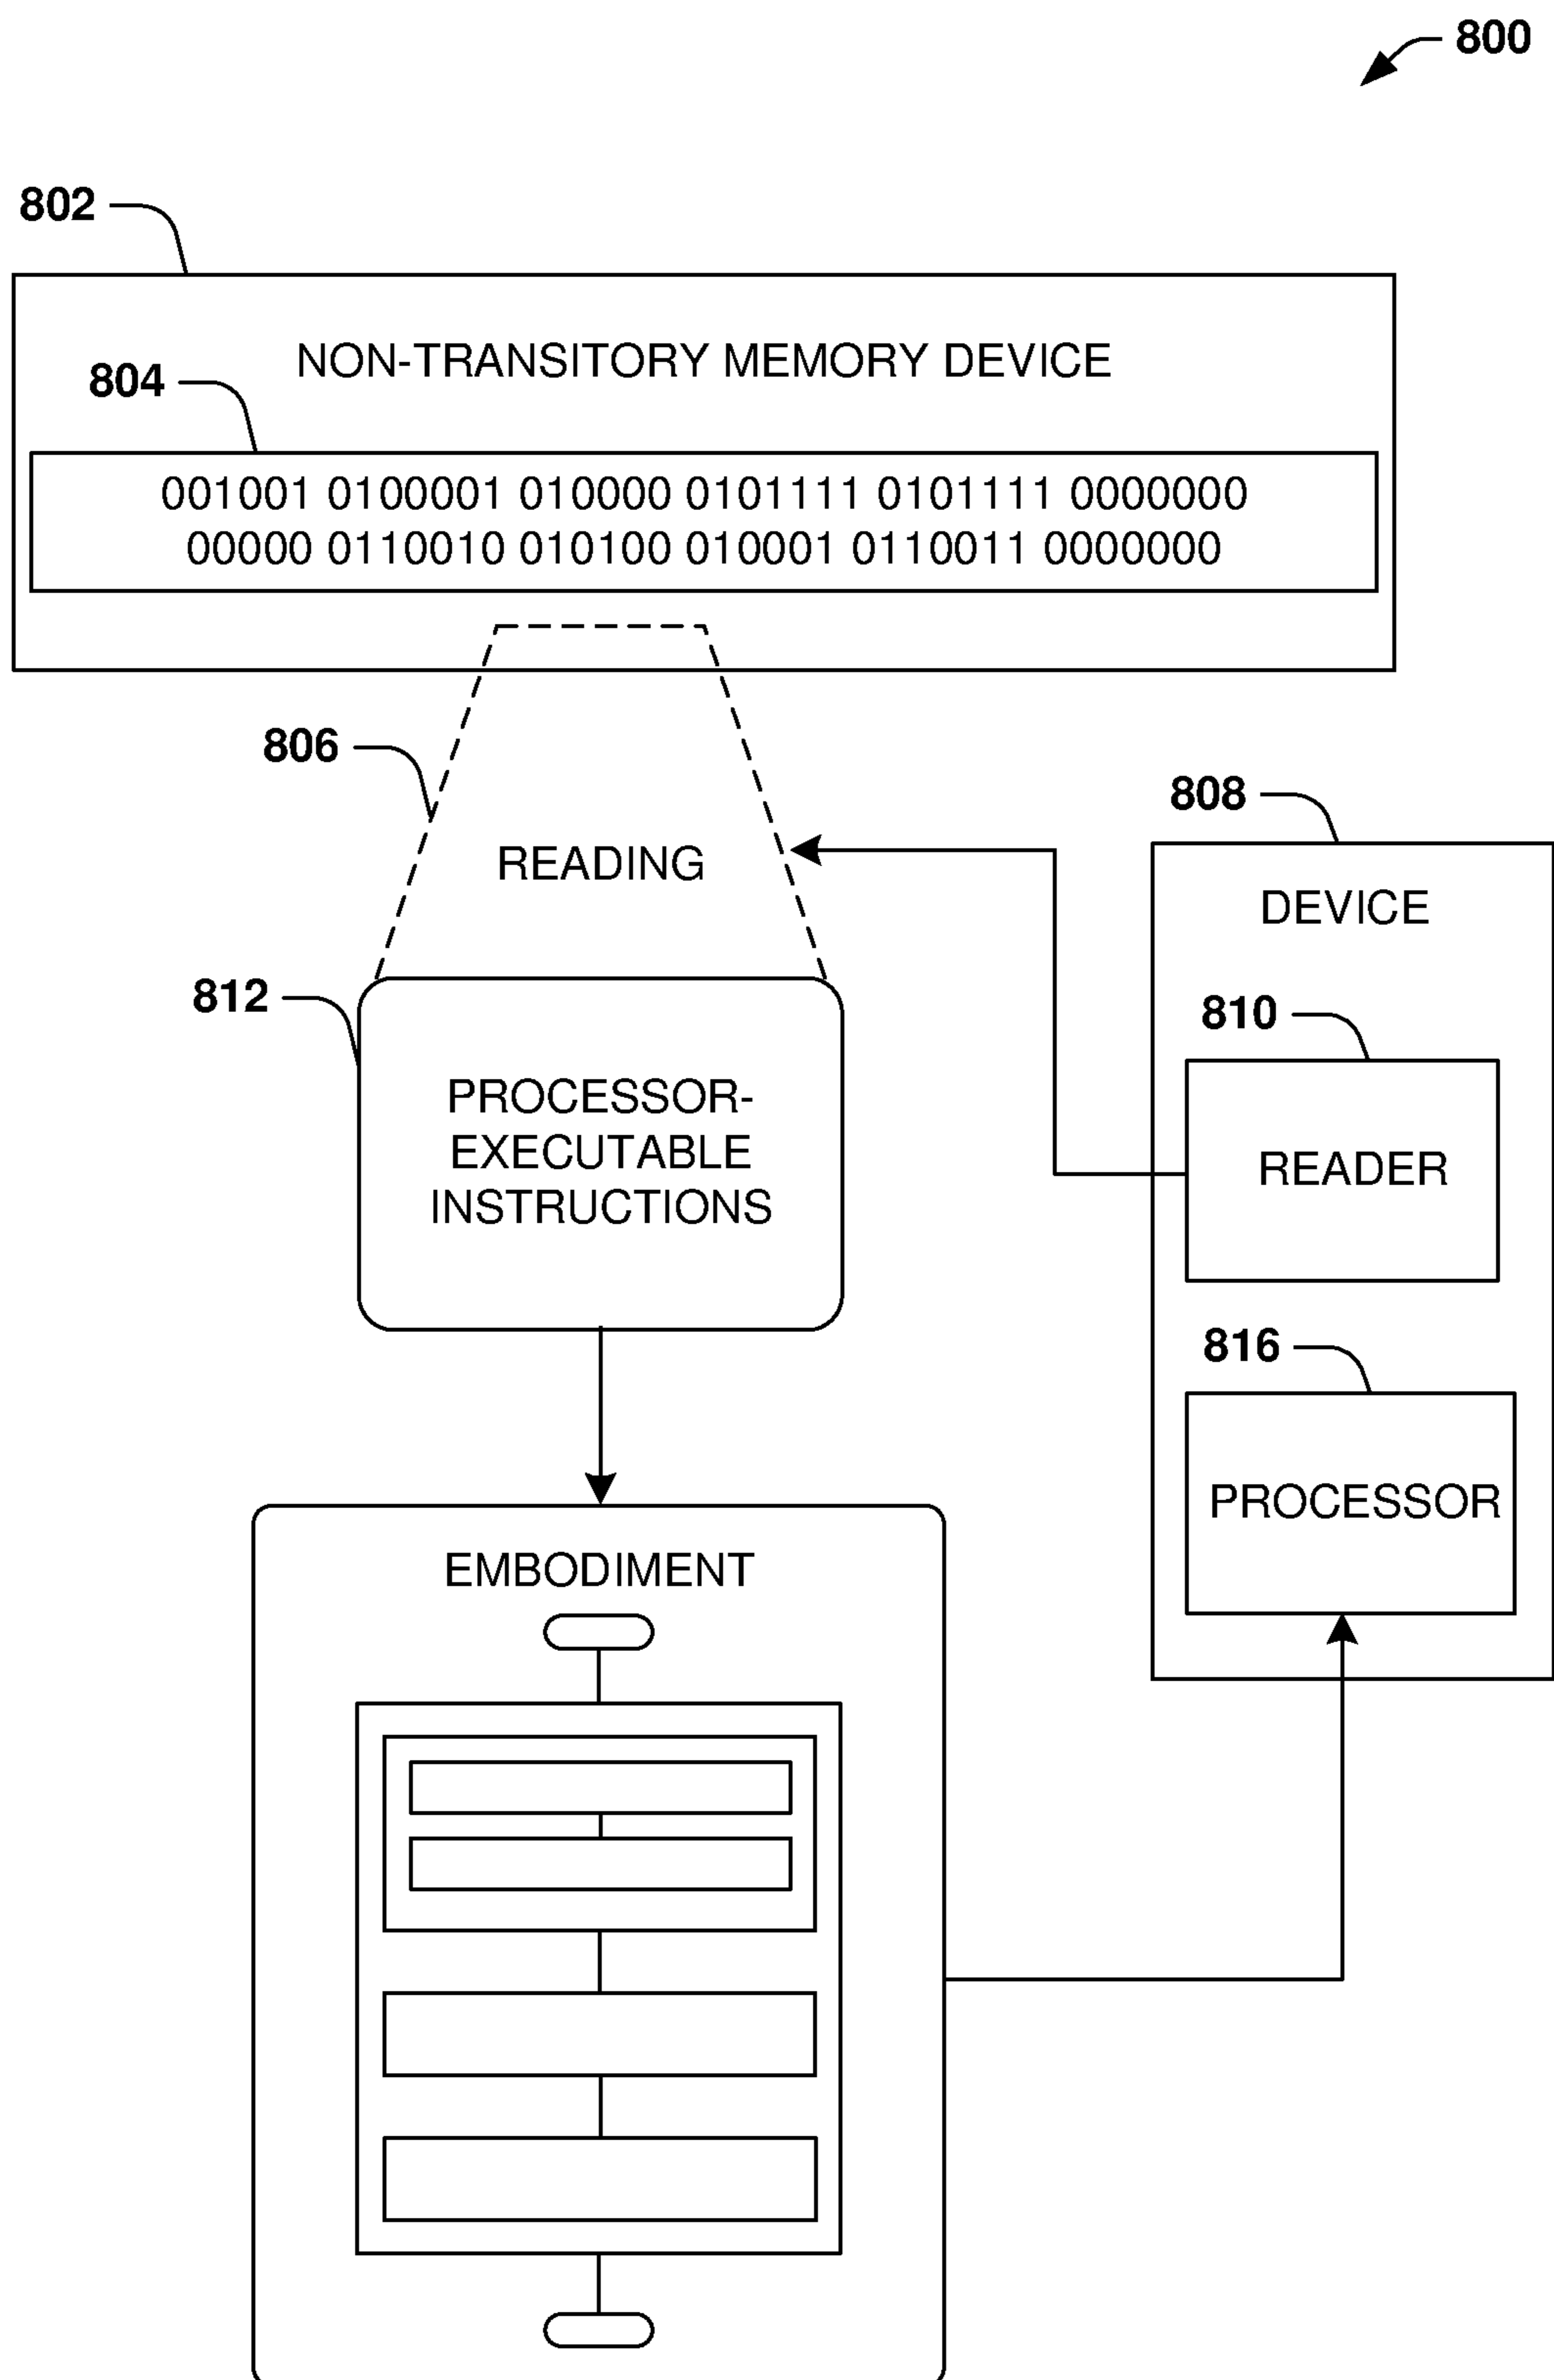 800
802
NON-TRANSITORY MEMORY DEVICE
804
001001 0100001 010000 0101111 0101111 0000000
00000 0110010 010100 010001 0110011 0000000
806
READING
808
DEVICE
810
READER
812
PROCESSOR-
EXECUTABLE
INSTRUCTIONS
816
PROCESSOR
EMBODIMENT